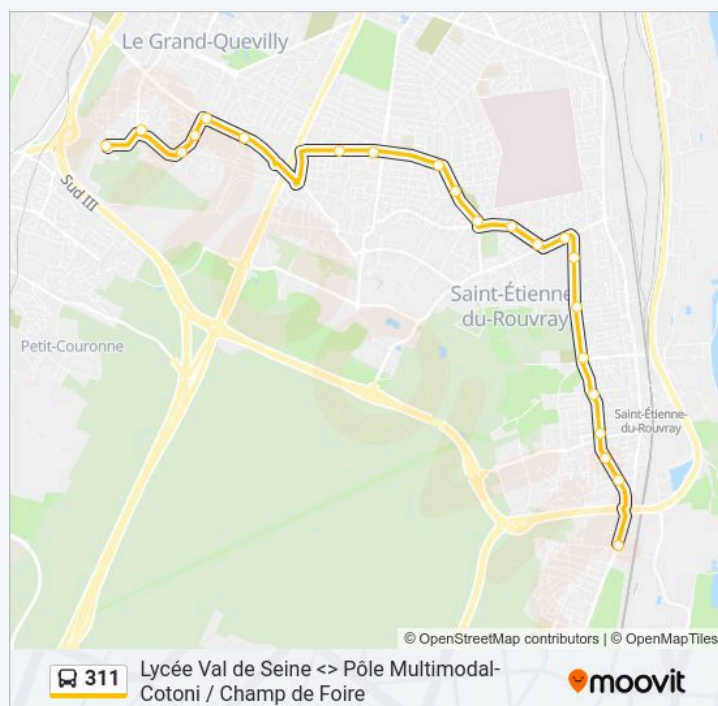 Le Grand-Quevilly
Sud III
Saint-Étienne
du-Rouvray
Petit-Couronne
Saint-Étienne-
du-Rouvray
© OpenStreetMap contributors | © OpenMapTiles
311
Lycée Val de Seine <> Pôle Multimodal-
Cotoni / Champ de Foire
moovit